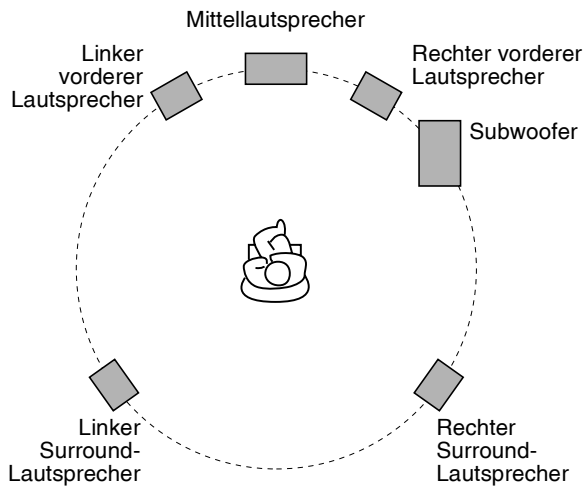 Mittellautsprecher
Linker
vorderer
Lautsprecher
Rechter vorderer
Lautsprecher
Subwoofer
Linker
Surround-
Lautsprecher
Rechter
Surround-
Lautsprecher